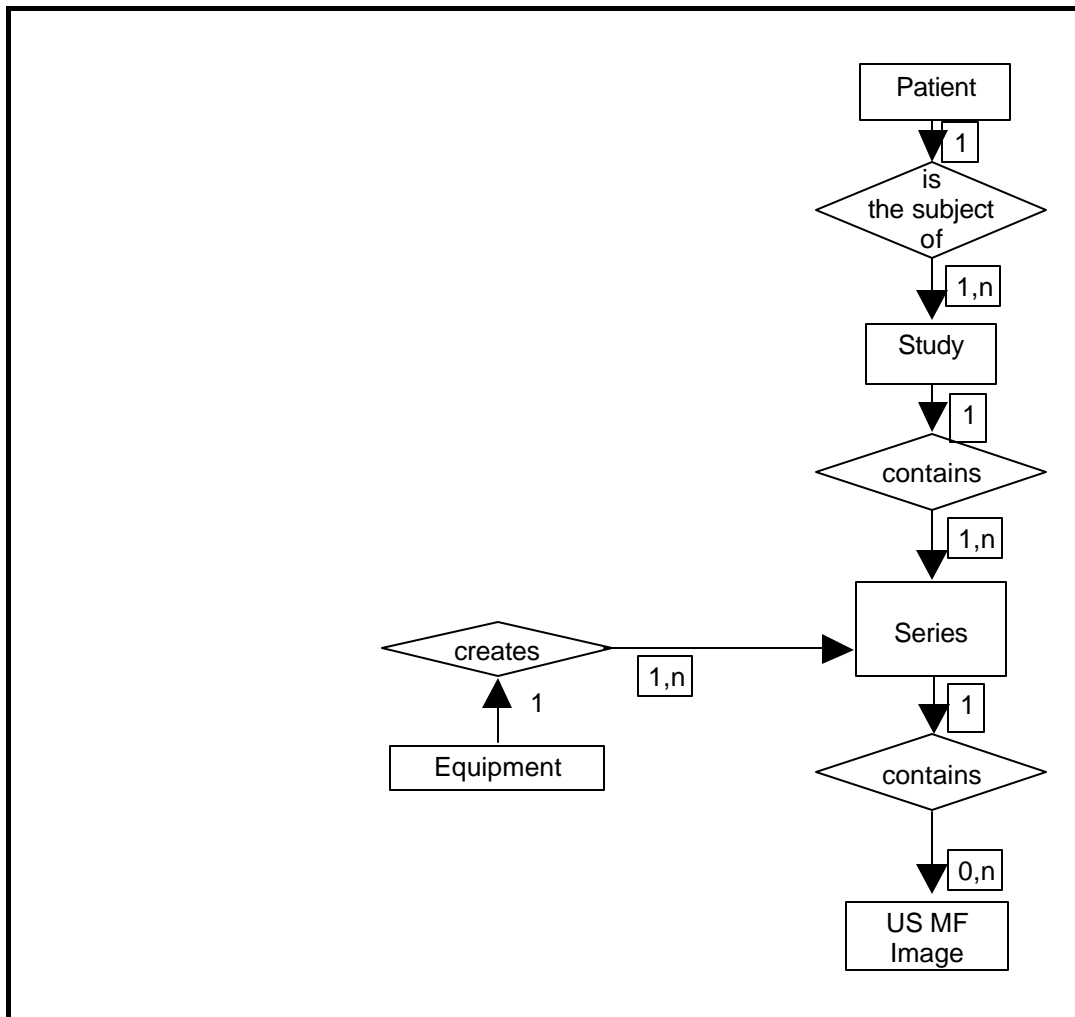 Patient
1
is
the subject
of
1,n
Study
1
contains
1,n
Series
creates
1,n
1
Equipment
1
contains
0,n
US MF
Image